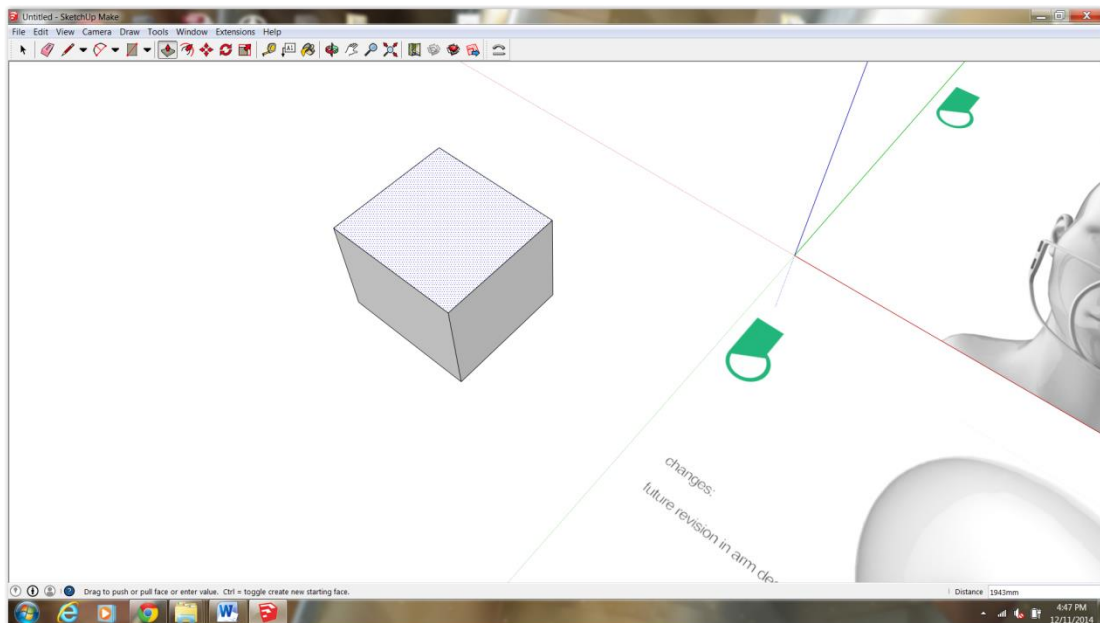 Untitled - SketchUp Make
File Edit View Camera Draw Tools Window Extensions Help
changes:
future revision in arm
Drag to push or pull face or enter value. Ctrl = toggle create new starting face.
Distance 1943mm
4:47 PM
12/11/2014